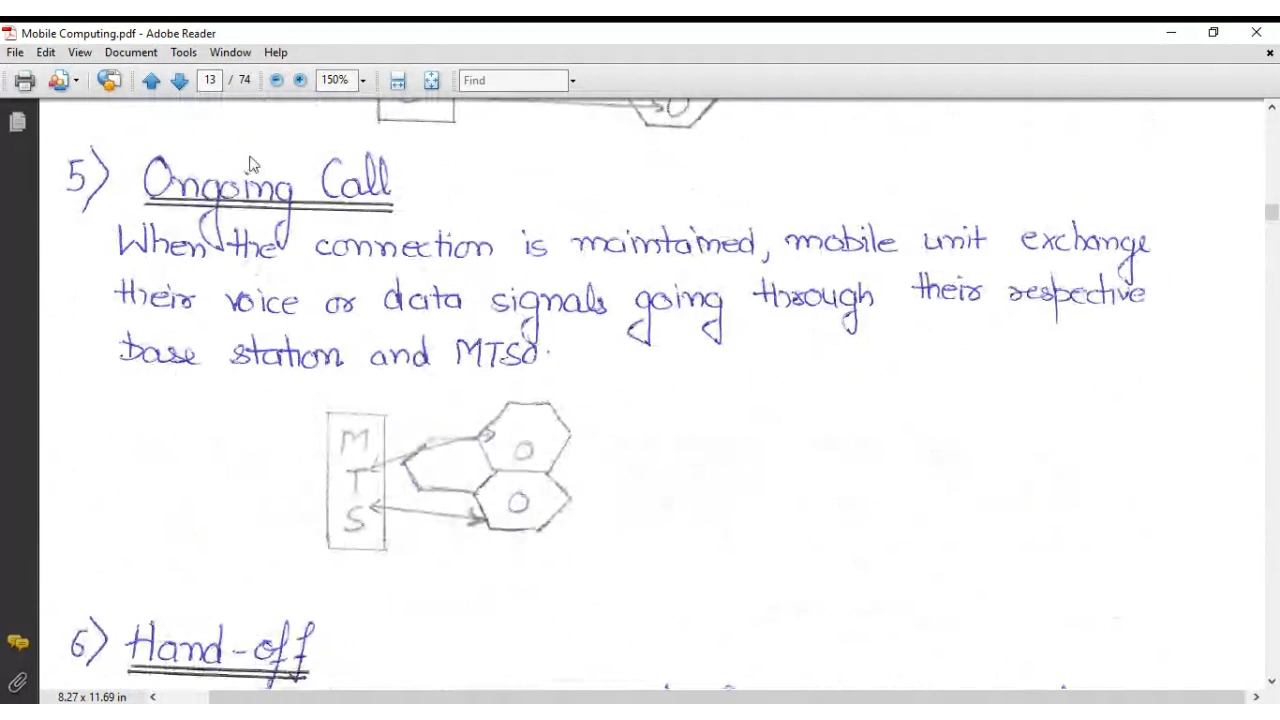 Mobile Computing.pdf - Adobe Reader
File Edit View Document Tools Window Help
13 / 74 150% Find
5) Ongoing Call
When the connection is maintained, mobile unit exchange
their voice or data signals going through their respective
base station and MTSO.
M
T
S
O
O
6) Hand-off
8.27 x 11.69 in